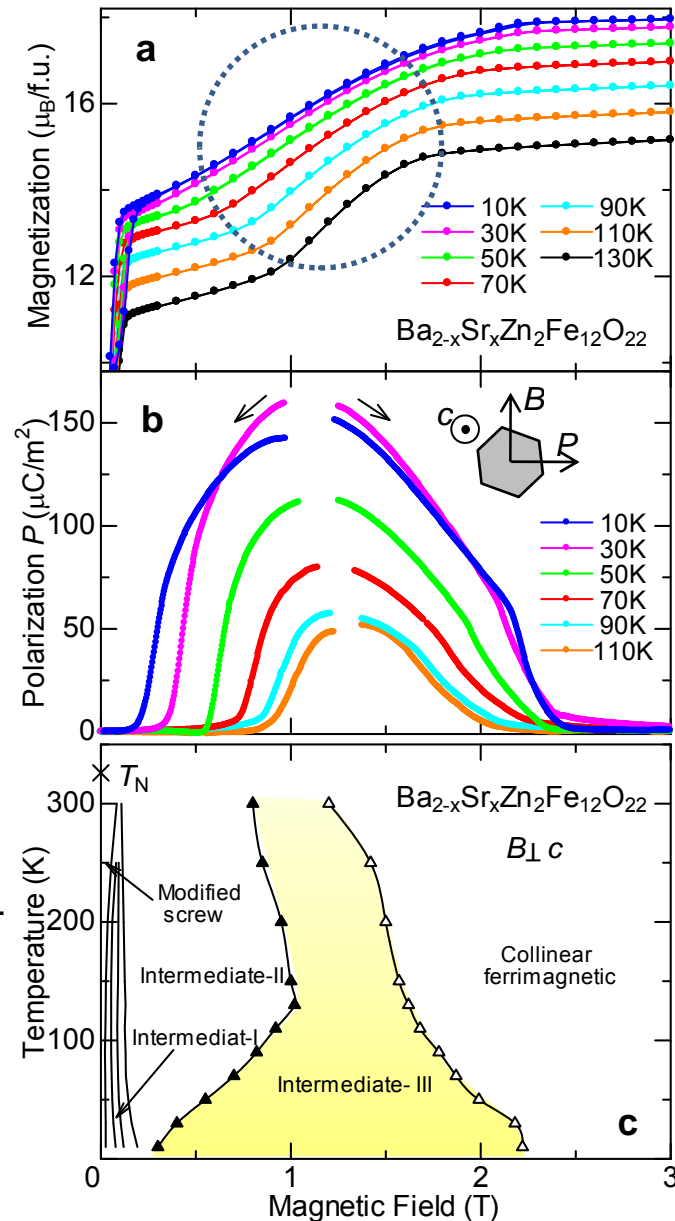 a
Magnetization (μB/f.u.)
16
12
10K
30K
50K
70K
90K
110K
130K
Ba2-xSrxZn2Fe12O22
b
Polarization P (μC/m²)
150
100
50
0
c
B
P
10K
30K
50K
70K
90K
110K
TN
Ba2-xSrxZn2Fe12O22
B⊥ c
Temperature (K)
300
200
100
0
Modified
screw
Intermediate-II
Intermediat-I
Intermediate- III
Collinear
ferrimagnetic
c
0
1
2
3
Magnetic Field (T)